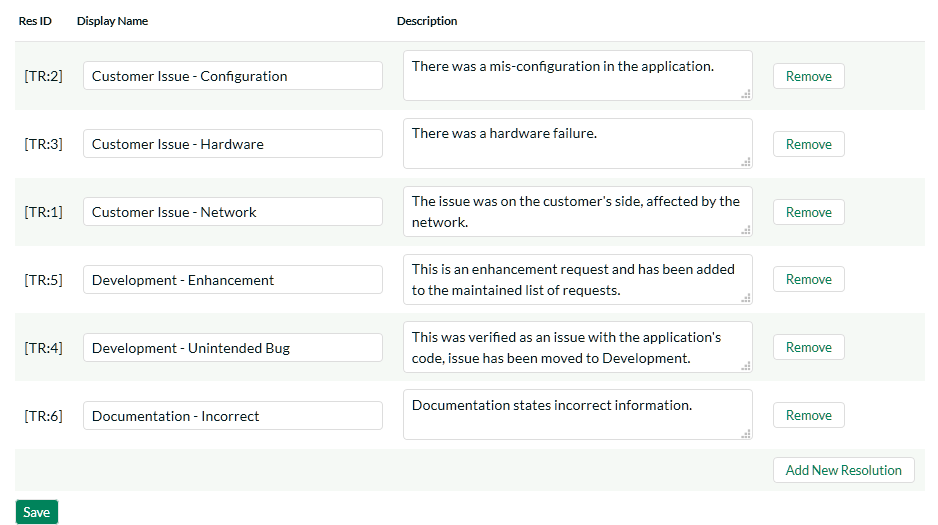 Res ID Display Name Description
[TR:2] Customer Issue - Configuration There was a mis-configuration in the application. Remove
[TR:3] Customer Issue - Hardware There was a hardware failure. Remove
[TR:1] Customer Issue - Network The issue was on the customer's side, affected by the
network. Remove
[TR:5] Development - Enhancement This is an enhancement request and has been added
to the maintained list of requests. Remove
[TR:4] Development - Unintended Bug This was verified as an issue with the application's
code, issue has been moved to Development. Remove
[TR:6] Documentation - Incorrect Documentation states incorrect information. Remove
Add New Resolution
Save